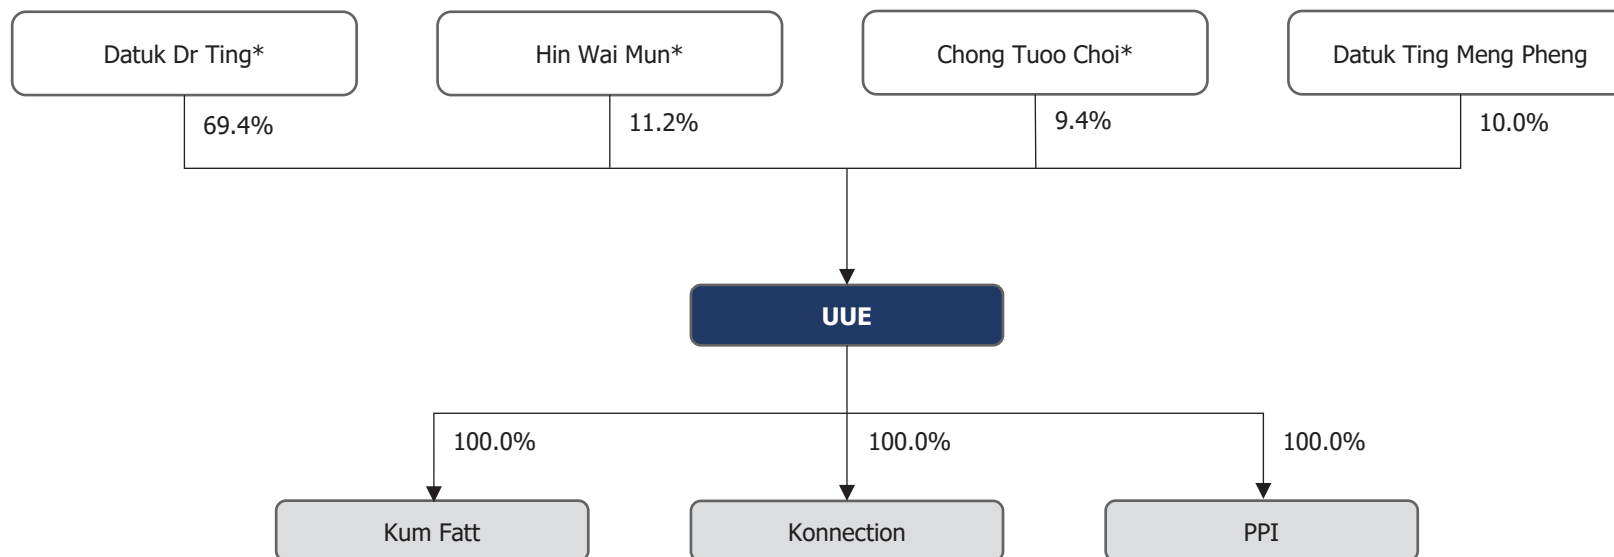 Datuk Dr Ting*
Hin Wai Mun*
Chong Tuoo Choi*
Datuk Ting Meng Pheng
69.4%
11.2%
9.4%
10.0%
UUE
100.0%
100.0%
100.0%
Kum Fatt
Konnection
PPI